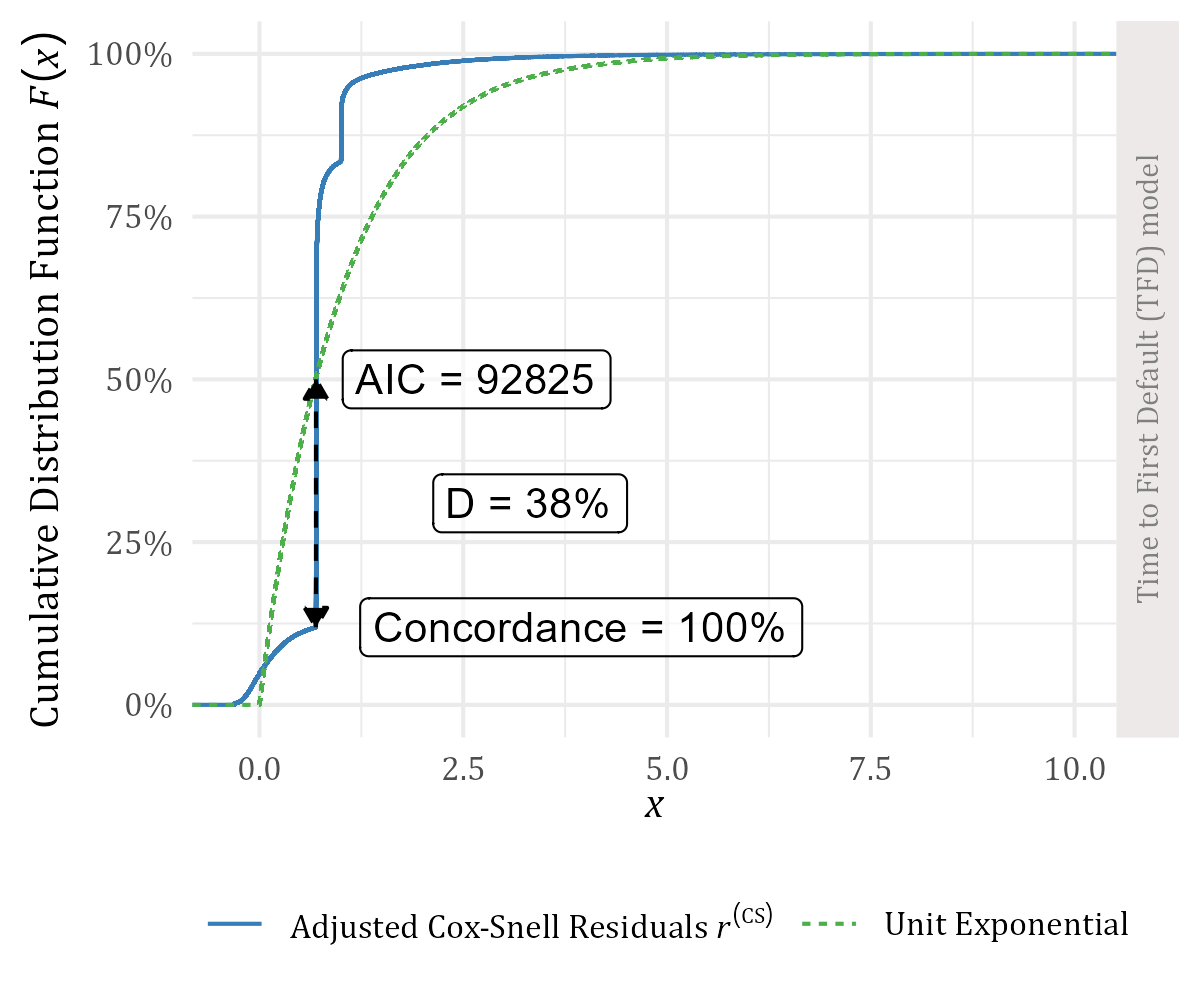 Cumulative Distribution Function F(x)
100%
75%
50%
25%
0%
AIC = 92825
D = 38%
Concordance = 100%
Time to First Default (TFD) model
0.0 2.5 5.0 7.5 10.0
x
Adjusted Cox-Snell Residuals r^(CS) Unit Exponential